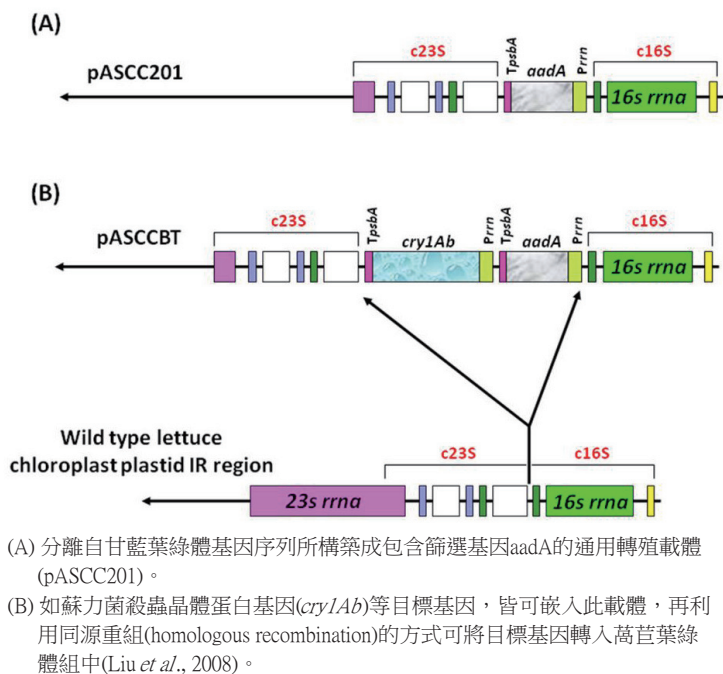 (A)
c23S
TpsbA
aadA
Prrn
c16S
pASCC201
16s rrna
(B)
c23S
TpsbA
cry1Ab
Prrn
TpsbA
aadA
Prrn
c16S
pASCCBT
16s rrna
Wild type lettuce
chloroplast plastid IR region
c23S
c16S
23s rrna
16s rrna
(A) 分離自甘藍葉綠體基因序列所構築成包含篩選基因aadA的通用轉殖載體
(pASCC201)。
(B) 如蘇力菌殺蟲晶體蛋白基因(cry1Ab)等目標基因，皆可嵌入此載體，再利
用同源重組(homologous recombination)的方式可將目標基因轉入萵苣葉綠
體組中(Liu et al., 2008)。